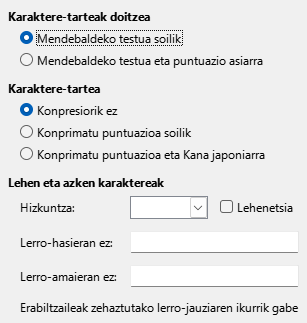 Karaktere-tarteak doitzea
Mendebaldeko testua soilik
Mendebaldeko testua eta puntuazio asiarra
Karaktere-tartea
Konpresiorik ez
Konprimatu puntuazioa soilik
Konprimatu puntuazioa eta Kana japoniarra
Lehen eta azken karaktereak
Hizkuntza:
Lehenetsia
Lerro-hasieran ez:
Lerro-amaieran ez:
Erabiltzaileak zehaztutako lerro-jauziaren ikurrik gabe